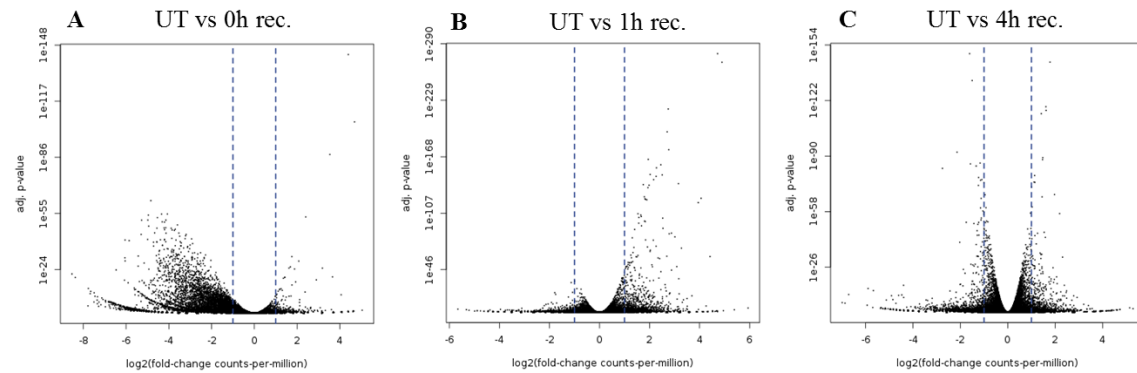 A UT vs 0h rec.
1e-148
1e-117
1e-86
1e-55
1e-24
adj. p-value
-8 -6 -4 -2 0 2 4
log2(fold-change counts-per-million)
B UT vs 1h rec.
1e-290
1e-229
1e-168
1e-107
1e-46
adj. p-value
-6 -4 -2 0 2 4 6
log2(fold-change counts-per-million)
C UT vs 4h rec.
1e-154
1e-122
1e-90
1e-58
1e-26
adj. p-value
-6 -4 -2 0 2 4
log2(fold-change counts-per-million)